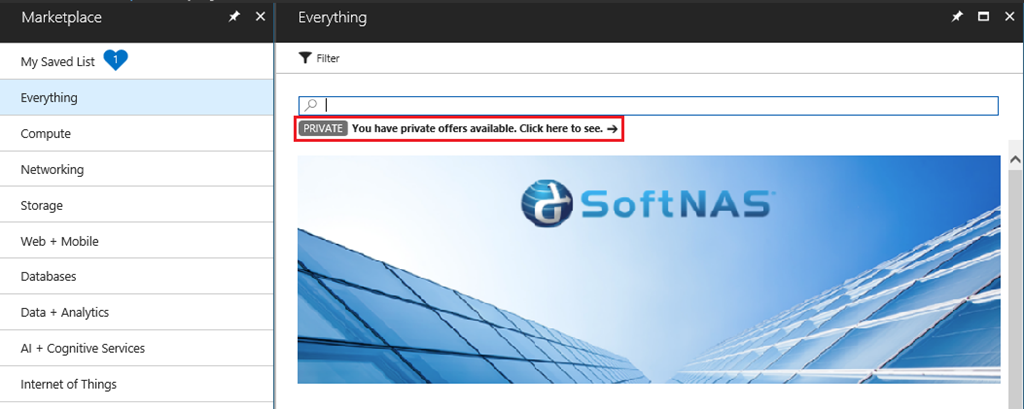 Marketplace
My Saved List 1
Everything
Compute
Networking
Storage
Web + Mobile
Databases
Data + Analytics
AI + Cognitive Services
Internet of Things
Everything
Filter
PRIVATE You have private offers available. Click here to see. →
SoftNAS